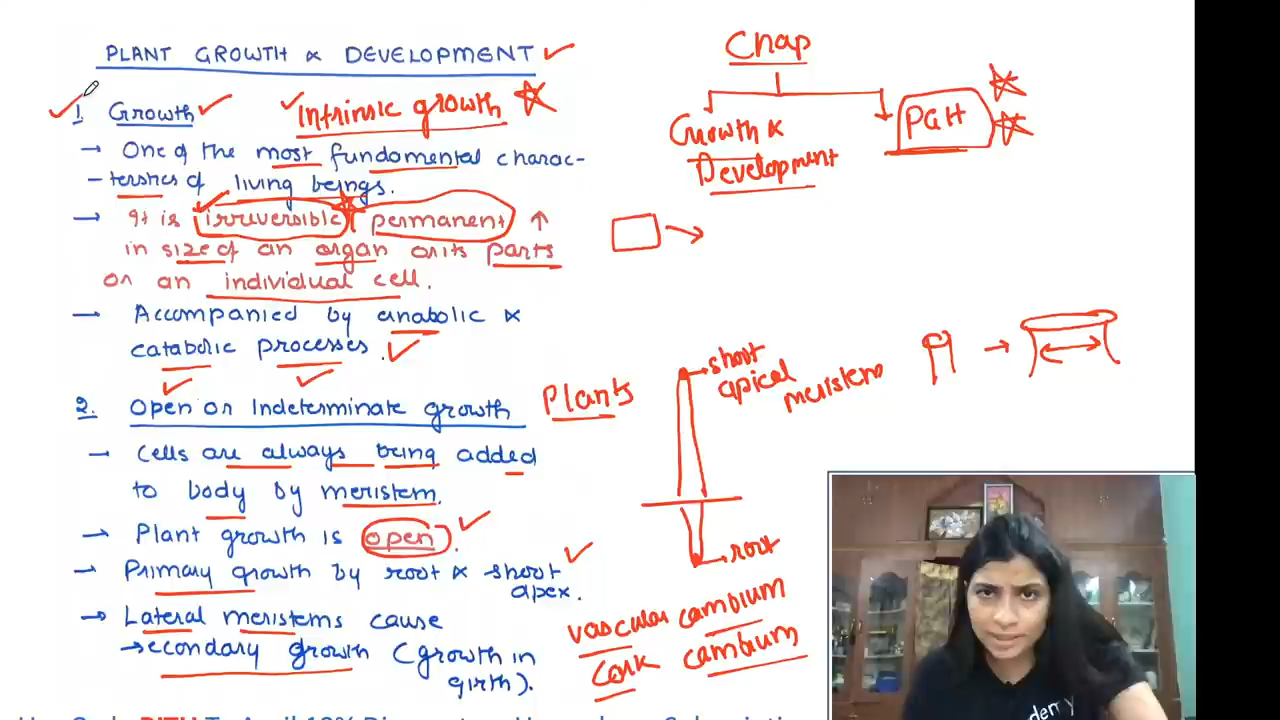 PLANT GROWTH & DEVELOPMENT
1. Growth
Intrinsic growth
→ One of the most fundamental charac-
-teristics of living beings.
→ It is irreversible permanent ↑
in size of an organ or its parts
or an individual cell.
→ Accompanied by anabolic &
catabolic processes.
2. Open or Indeterminate growth
→ Cells are always being added
to body by meristem.
→ Plant growth is open.
→ Primary growth by root & shoot
apex.
→ Lateral meristems cause
secondary growth (growth in
girth).
Chap
Growth &
Development
PGH
Plants
shoot
apical
meristem
root
vascular cambium
cork cambium
demy